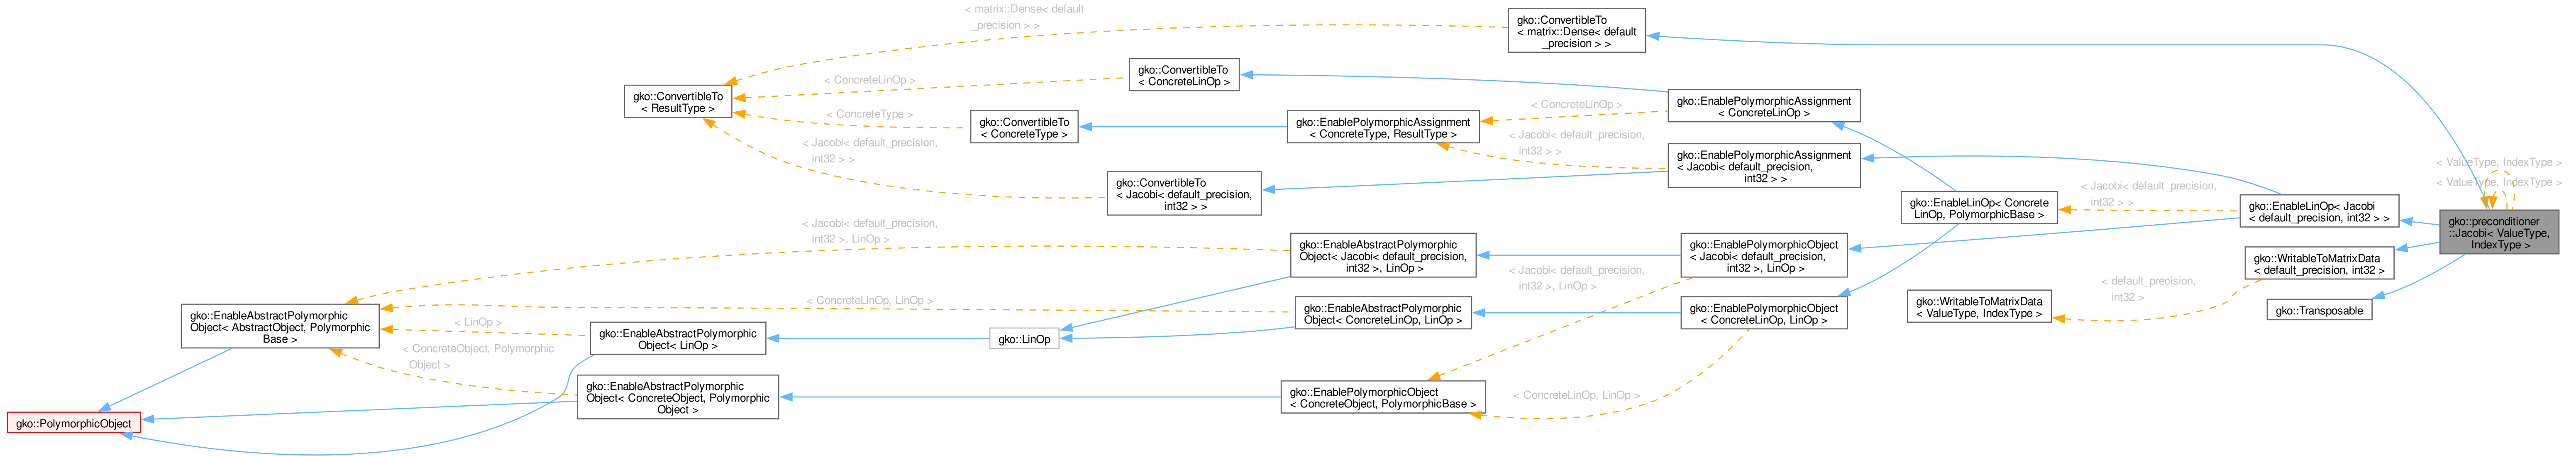 < matrix::Dense< default
_precision > >
gko::ConvertibleTo
< matrix::Dense< default
_precision > >
< ConcreteLinOp >
gko::ConvertibleTo
< ConcreteLinOp >
gko::ConvertibleTo
< ResultType >
< ConcreteType >
gko::ConvertibleTo
< ConcreteType >
gko::EnablePolymorphicAssignment
< ConcreteType, ResultType >
< ConcreteLinOp >
gko::EnablePolymorphicAssignment
< ConcreteLinOp >
< Jacobi< default_precision,
int32 > >
< Jacobi< default_precision,
int32 > >
gko::EnablePolymorphicAssignment
< Jacobi< default_precision,
int32 > >
gko::ConvertibleTo
< Jacobi< default_precision,
int32 > >
< ValueType, IndexType >
< ValueType, IndexType >
gko::EnableLinOp< Concrete
LinOp, PolymorphicBase >
< Jacobi< default_precision,
int32 > >
gko::EnableLinOp< Jacobi
< default_precision, int32 > >
gko::preconditioner
::Jacobi< ValueType,
IndexType >
< Jacobi< default_precision,
int32 >, LinOp >
gko::EnableAbstractPolymorphic
Object< Jacobi< default_precision,
int32 >, LinOp >
gko::EnablePolymorphicObject
< Jacobi< default_precision,
int32 >, LinOp >
gko::WritableToMatrixData
< default_precision, int32 >
< Jacobi< default_precision,
int32 >, LinOp >
< default_precision,
int32 >
< ConcreteLinOp, LinOp >
gko::EnableAbstractPolymorphic
Object< ConcreteLinOp, LinOp >
gko::EnablePolymorphicObject
< ConcreteLinOp, LinOp >
gko::WritableToMatrixData
< ValueType, IndexType >
gko::Transposable
gko::EnableAbstractPolymorphic
Object< AbstractObject, Polymorphic
Base >
< LinOp >
gko::EnableAbstractPolymorphic
Object< LinOp >
gko::LinOp
< ConcreteObject, Polymorphic
Object >
gko::EnableAbstractPolymorphic
Object< ConcreteObject, Polymorphic
Object >
gko::EnablePolymorphicObject
< ConcreteObject, PolymorphicBase >
< ConcreteLinOp, LinOp >
gko::PolymorphicObject